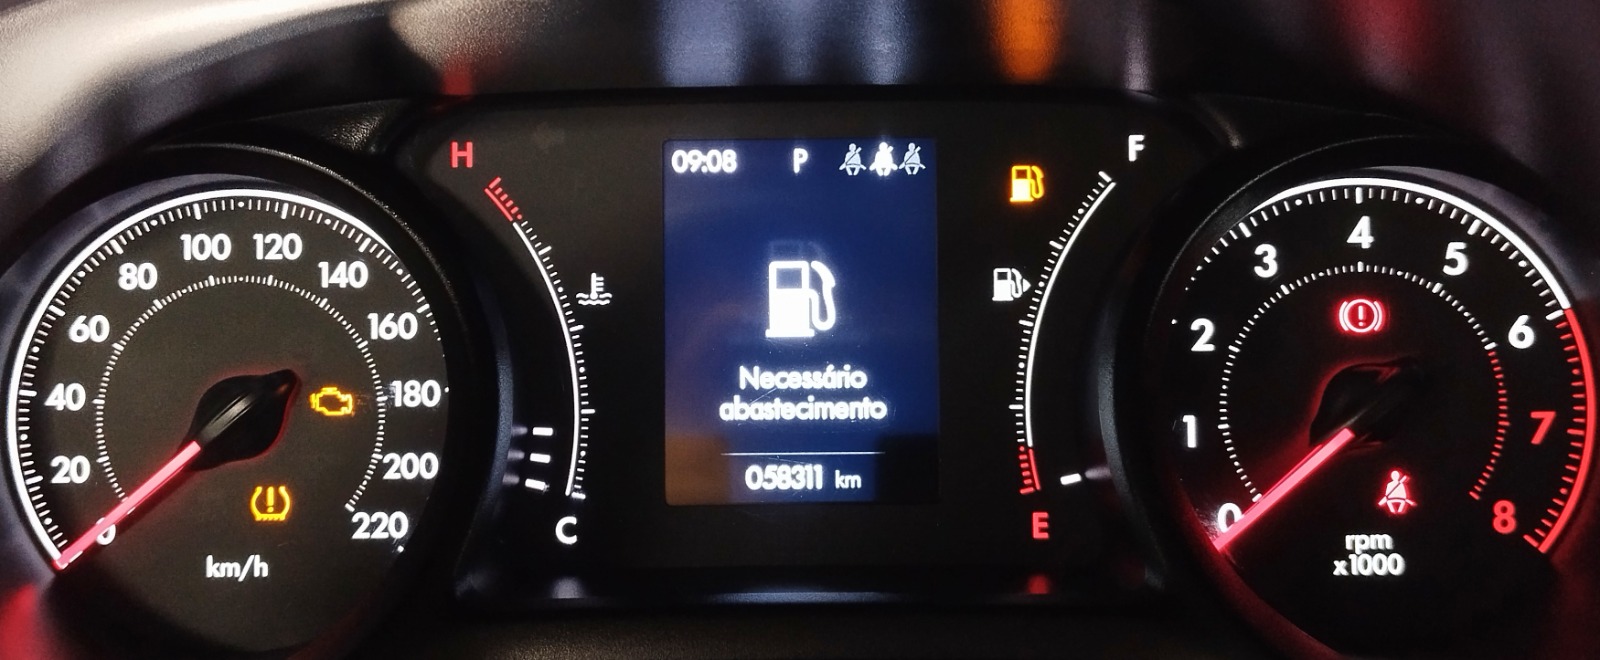 H
F
09:08 P
100 120
80 140
60 160
40 180
20 200
0 220
km/h
C
Necessário
abastecimento
058311 km
E
4
3 5
2 6
1 7
0 8
rpm
x1000